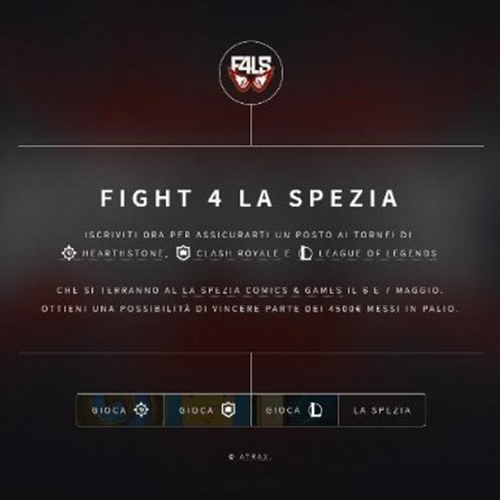 F4LS
FIGHT 4 LA SPEZIA
ISCRIVITI ORA PER ASSICURARTI UN POSTO AI TORNEI DI
HEARTHSTONE, CLASH ROYALE E LEAGUE OF LEGENDS
CHE SI TERRANNO AL LA SPEZIA COMICS & GAMES IL 6 E 7 MAGGIO.
OTTIENI UNA POSSIBILITÀ DI VINCERE PARTE DEI 4500€ MESSI IN PALIO.
GIOCA GIOCA GIOCA LA SPEZIA
© ATRAX.